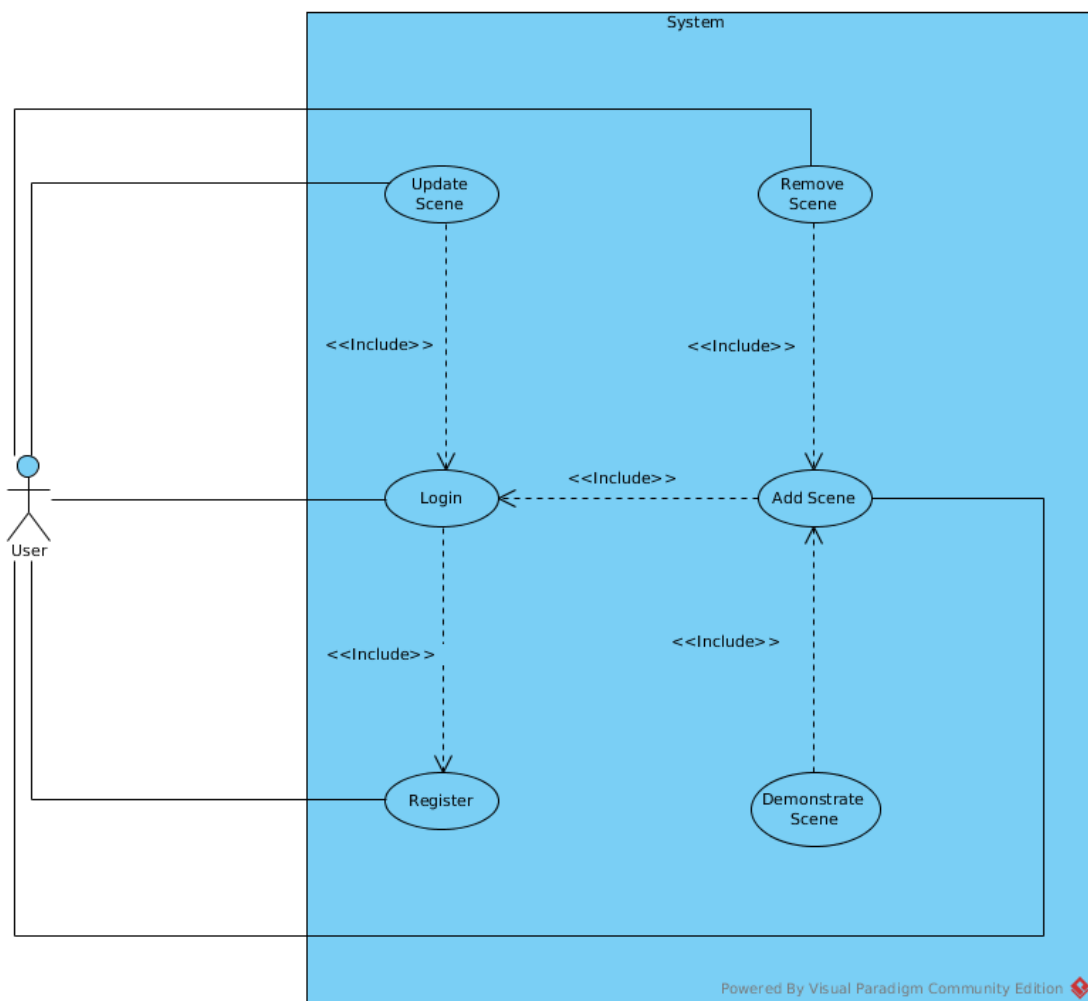 System
Update
Scene
Remove
Scene
<<Include>>
<<Include>>
<<Include>>
Login
Add Scene
User
<<Include>>
<<Include>>
Register
Demonstrate
Scene
Powered By Visual Paradigm Community Edition